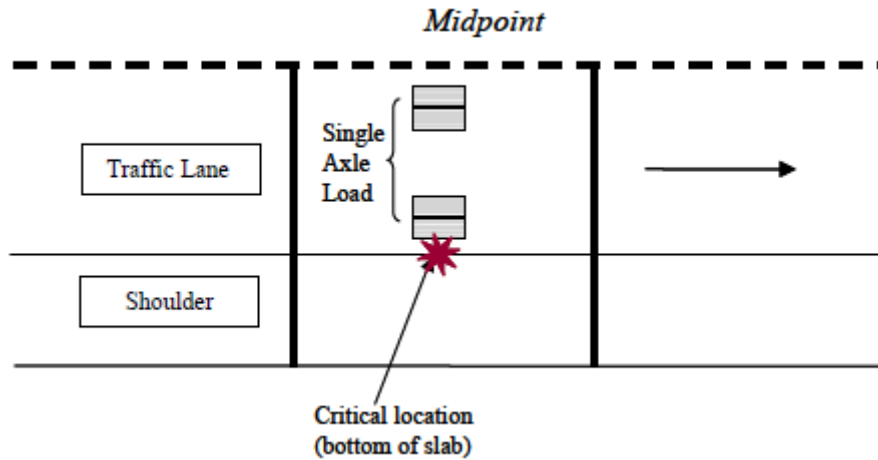 Midpoint
Single
Axle
Load
Traffic Lane
Shoulder
Critical location
(bottom of slab)